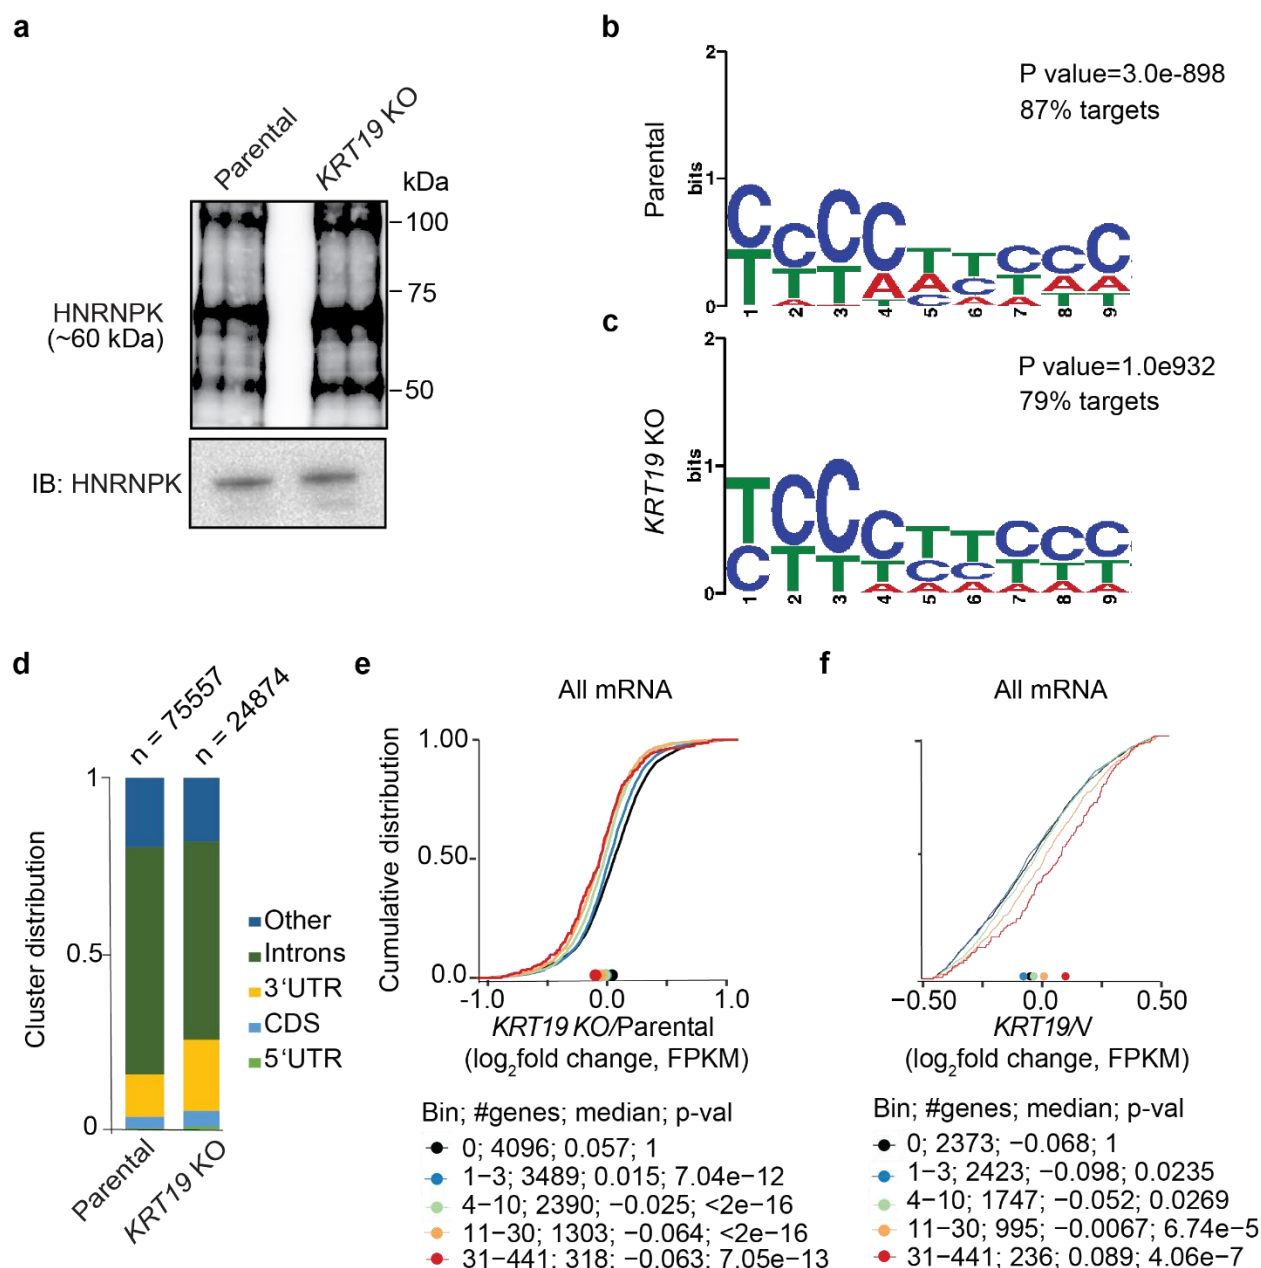 a
Parental
KRT19 KO
kDa
100
75
50
HNRNPK
(~60 kDa)
IB: HNRNPK
b
Parental
bits
2
1
0
P value=3.0e-898
87% targets
1 2 3 4 5 6 7 8 9
c
KRT19 KO
bits
2
1
0
P value=1.0e932
79% targets
1 2 3 4 5 6 7 8 9
d
n = 75557
n = 24874
Cluster distribution
1
0.5
0
Parental
KRT19 KO
Other
Introns
3‘UTR
CDS
5‘UTR
e
All mRNA
Cumulative distribution
1.00
0.50
0.0
-1.0 0.0 1.0
KRT19 KO/Parental
(log2fold change, FPKM)
Bin; #genes; median; p-val
0; 4096; 0.057; 1
1−3; 3489; 0.015; 7.04e−12
4−10; 2390; −0.025; <2e−16
11−30; 1303; −0.064; <2e−16
31−441; 318; −0.063; 7.05e−13
f
All mRNA
−0.50 0.0 0.50
KRT19/V
(log2fold change, FPKM)
Bin; #genes; median; p-val
0; 2373; −0.068; 1
1−3; 2423; −0.098; 0.0235
4−10; 1747; −0.052; 0.0269
11−30; 995; −0.0067; 6.74e−5
31−441; 236; 0.089; 4.06e−7